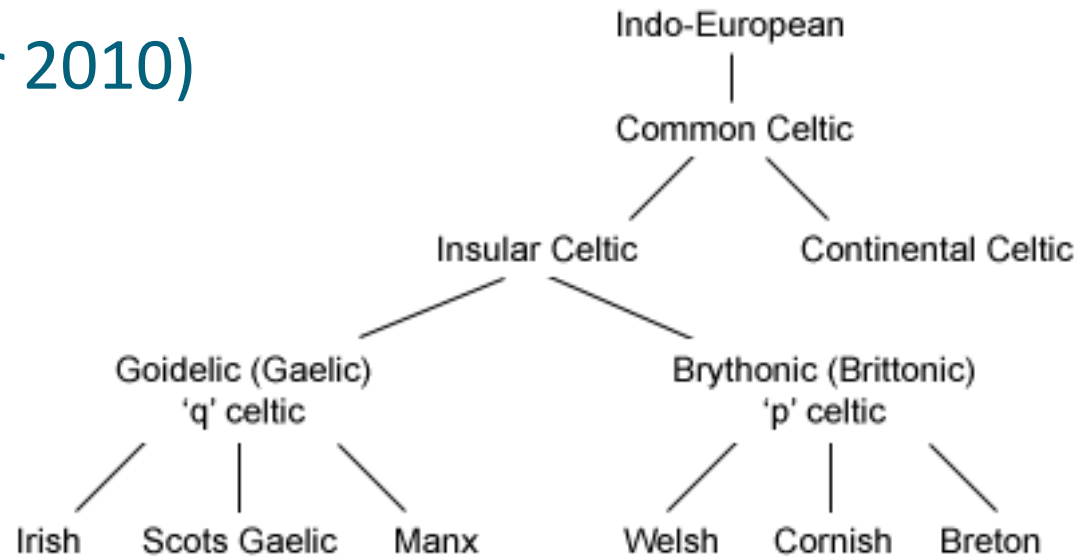 r 2010)
Indo-European
Common Celtic
Insular Celtic
Continental Celtic
Goidelic (Gaelic)
‘q’ celtic
Brythonic (Brittonic)
‘p’ celtic
Irish
Scots Gaelic
Manx
Welsh
Cornish
Breton